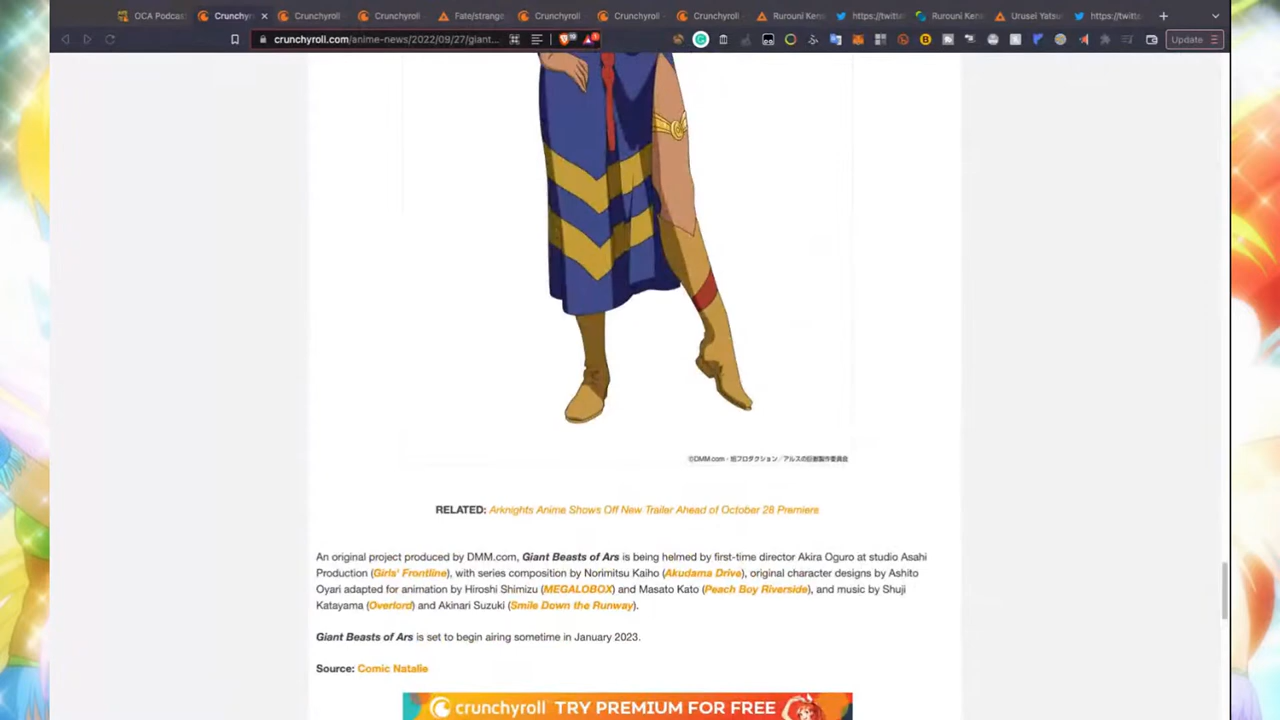 OCA Podcas
Crunchyr
Crunchyroll
Crunchyroll
Fate/strange
Crunchyroll
Crunchyroll
Crunchyroll
Rurouni Kens
https://twitt
Rurouni Ken
Urusei Yatsu
https://twitt
crunchyroll.com/anime-news/2022/09/27/giant...
Update
©DMM.com・旭プロダクション／アルスの巨獣製作委員会
RELATED: Arknights Anime Shows Off New Trailer Ahead of October 28 Premiere
An original project produced by DMM.com, Giant Beasts of Ars is being helmed by first-time director Akira Oguro at studio Asahi
Production (Girls' Frontline), with series composition by Norimitsu Kaiho (Akudama Drive), original character designs by Ashito
Oyari adapted for animation by Hiroshi Shimizu (MEGALOBOX) and Masato Kato (Peach Boy Riverside), and music by Shuji
Katayama (Overlord) and Akinari Suzuki (Smile Down the Runway).
Giant Beasts of Ars is set to begin airing sometime in January 2023.
Source: Comic Natalie
crunchyroll TRY PREMIUM FOR FREE